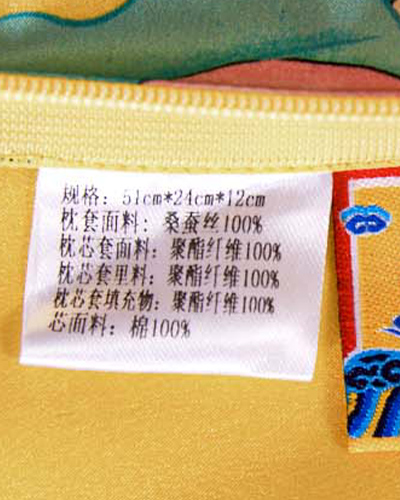 规格：51cm*24cm*12cm
枕套面料：桑蚕丝100%
枕芯套面料：聚酯纤维100%
枕芯套里料：聚酯纤维100%
枕芯套填充物：聚酯纤维100%
芯面料：棉100%